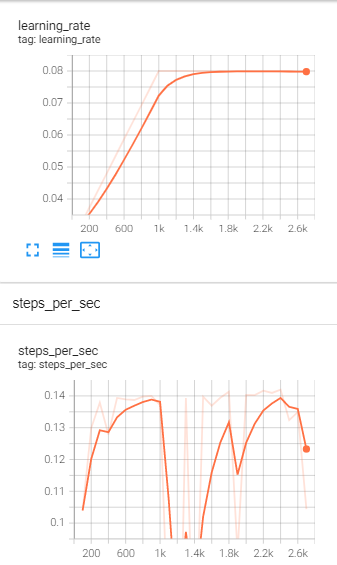 learning_rate
tag: learning_rate
0.08
0.07
0.06
0.05
0.04
200 600 1k 1.4k 1.8k 2.2k 2.6k
steps_per_sec
steps_per_sec
tag: steps_per_sec
0.14
0.13
0.12
0.11
0.1
200 600 1k 1.4k 1.8k 2.2k 2.6k